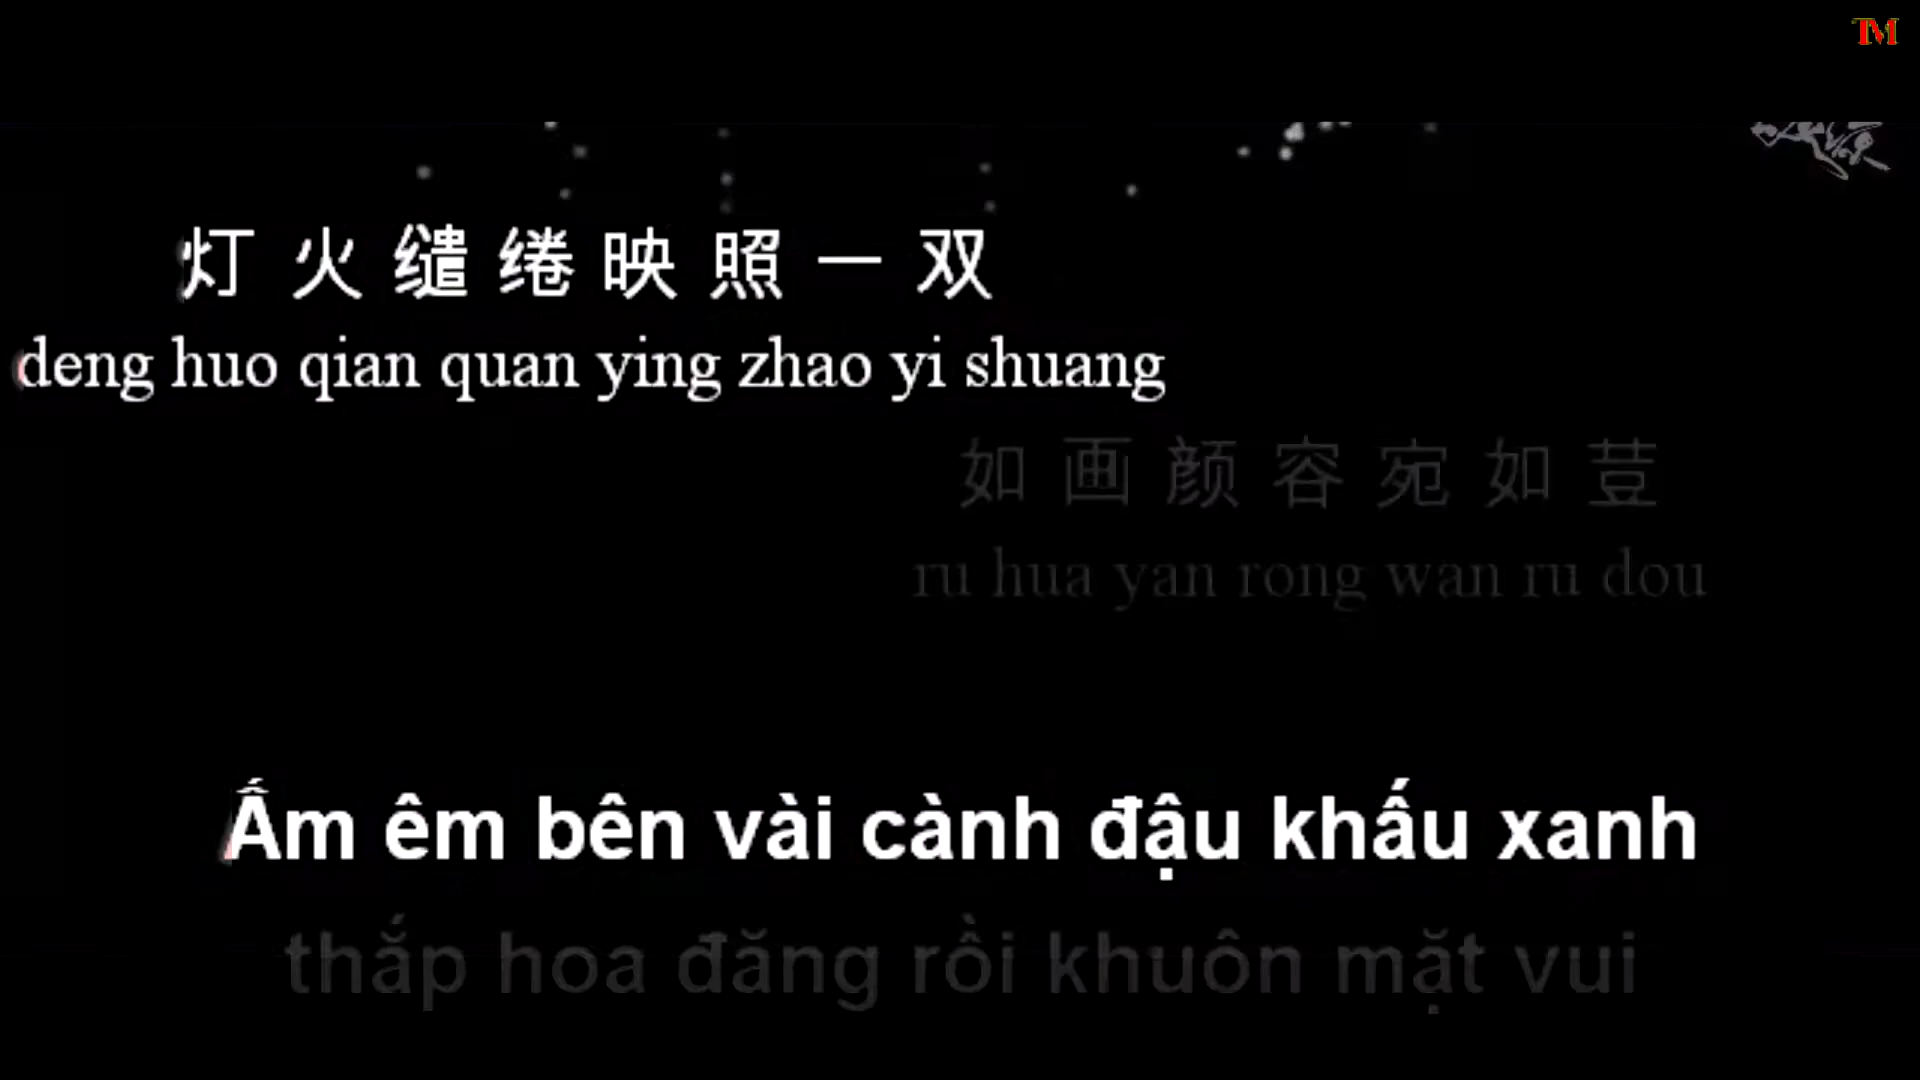 TM
灯火缱绻映照一双
deng huo qian quan ying zhao yi shuang
如画颜容宛如荳
ru hua yan rong wan ru dou
Ấm êm bên vài cành đậu khấu xanh
thắp hoa đăng rồi khuôn mặt vui